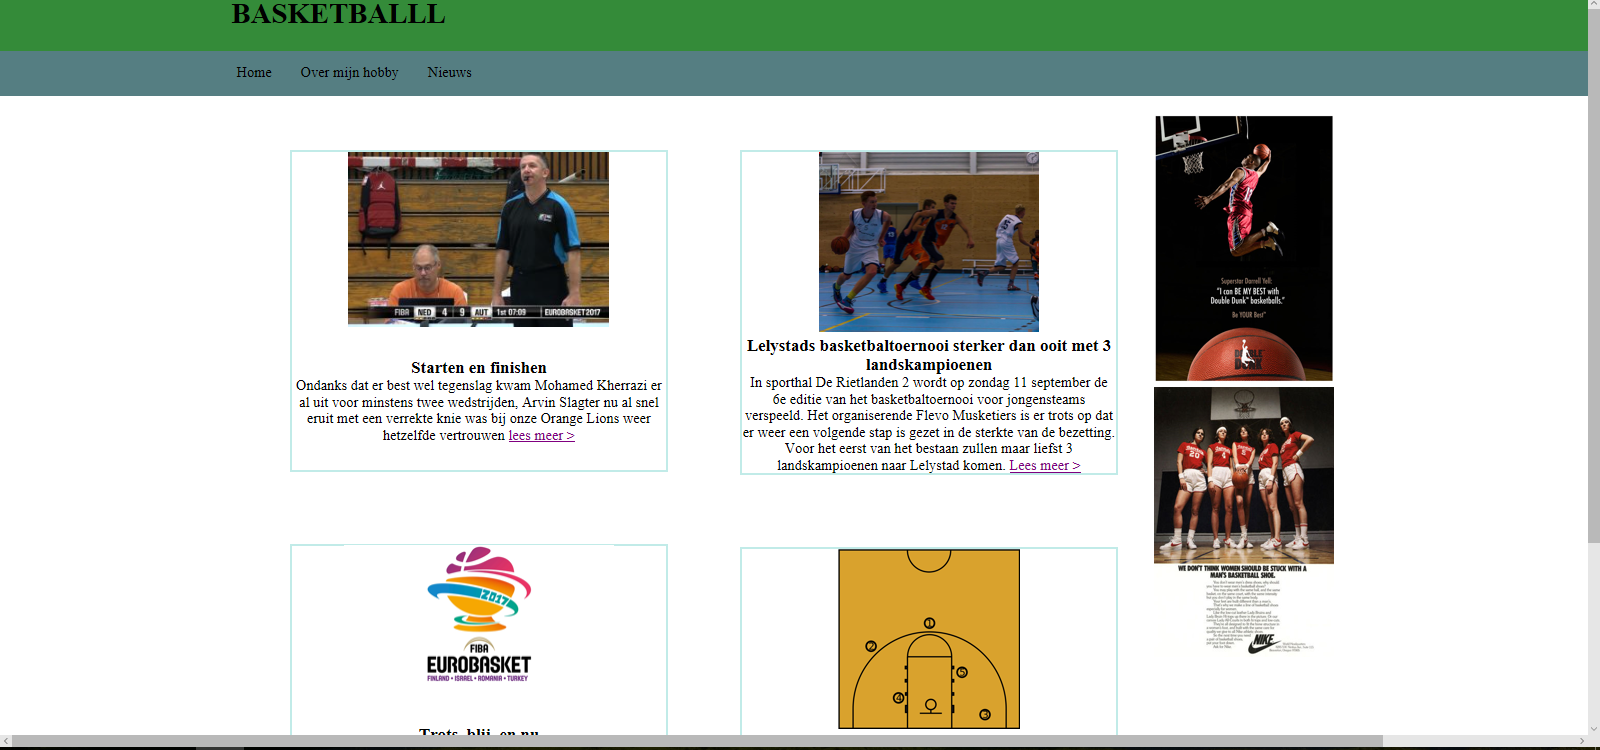 BASKETBALLL
Home Over mijn hobby Nieuws
FIBA NED 4 9 AUT 1st 07:09 EUROBASKET2017
Starten en finishen
Ondanks dat er best wel tegenslag kwam Mohamed Kherrazi er
al uit voor minstens twee wedstrijden, Arvin Slagter nu al snel
eruit met een verrekte knie was bij onze Orange Lions weer
hetzelfde vertrouwen lees meer >
Lelystads basketbaltoernooi sterker dan ooit met 3
landskampioenen
In sporthal De Rietlanden 2 wordt op zondag 11 september de
6e editie van het basketbaltoernooi voor jongensteams
verspeeld. Het organiserende Flevo Musketiers is er trots op dat
er weer een volgende stap is gezet in de sterkte van de bezetting.
Voor het eerst van het bestaan zullen maar liefst 3
landskampioenen naar Lelystad komen. Lees meer >
2017
FIBA
EUROBASKET
FINLAND • ISRAEL • ROMANIA • TURKEY
Trots, blij, en nu
1
2
5
4
3
Superstar Darrell Yell:
"I can BE MY BEST with
Double Dunk" basketballs."
Be YOUR Best"
DUNK
20 4 5
WE DON'T THINK WOMEN SHOULD BE STUCK WITH A
MAN'S BASKETBALL SHOE.
NIKE